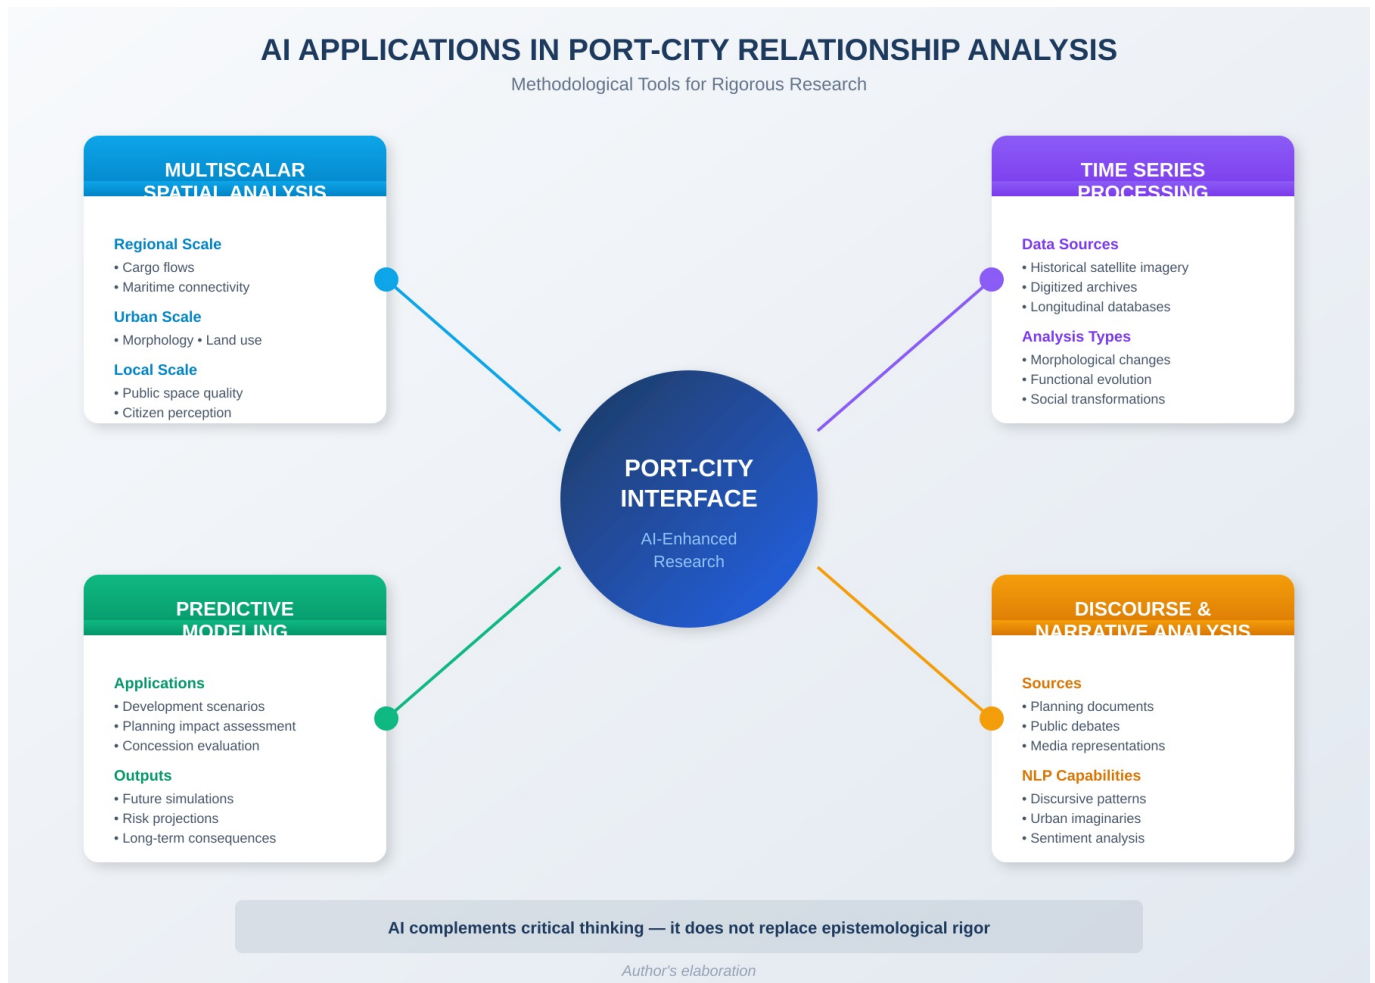 AI APPLICATIONS IN PORT-CITY RELATIONSHIP ANALYSIS
Methodological Tools for Rigorous Research
MULTISCALAR
SPATIAL ANALYSIS
Regional Scale
• Cargo flows
• Maritime connectivity
Urban Scale
• Morphology • Land use
Local Scale
• Public space quality
• Citizen perception
TIME SERIES
PROCESSING
Data Sources
• Historical satellite imagery
• Digitized archives
• Longitudinal databases
Analysis Types
• Morphological changes
• Functional evolution
• Social transformations
PORT-CITY
INTERFACE
AI-Enhanced
Research
PREDICTIVE
MODELING
Applications
• Development scenarios
• Planning impact assessment
• Concession evaluation
Outputs
• Future simulations
• Risk projections
• Long-term consequences
DISCOURSE &
NARRATIVE ANALYSIS
Sources
• Planning documents
• Public debates
• Media representations
NLP Capabilities
• Discursive patterns
• Urban imaginaries
• Sentiment analysis
AI complements critical thinking — it does not replace epistemological rigor
Author's elaboration